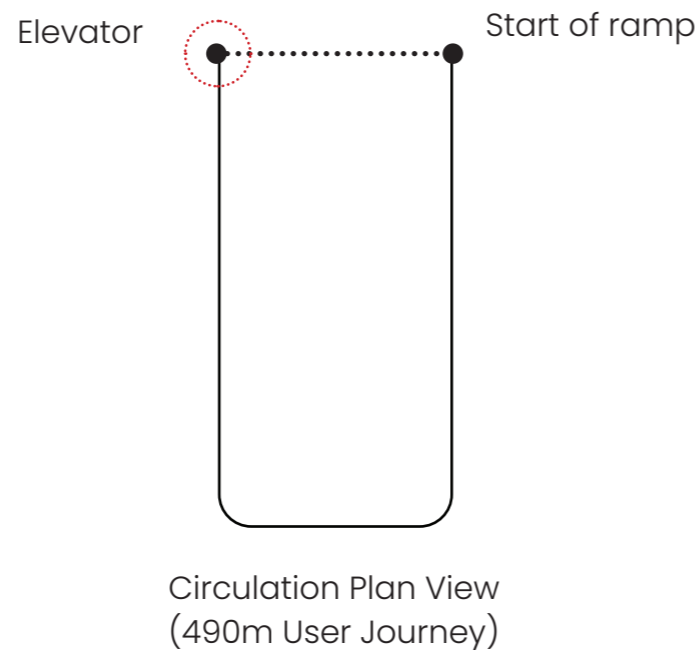 Elevator
Start of ramp
Circulation Plan View
(490m User Journey)